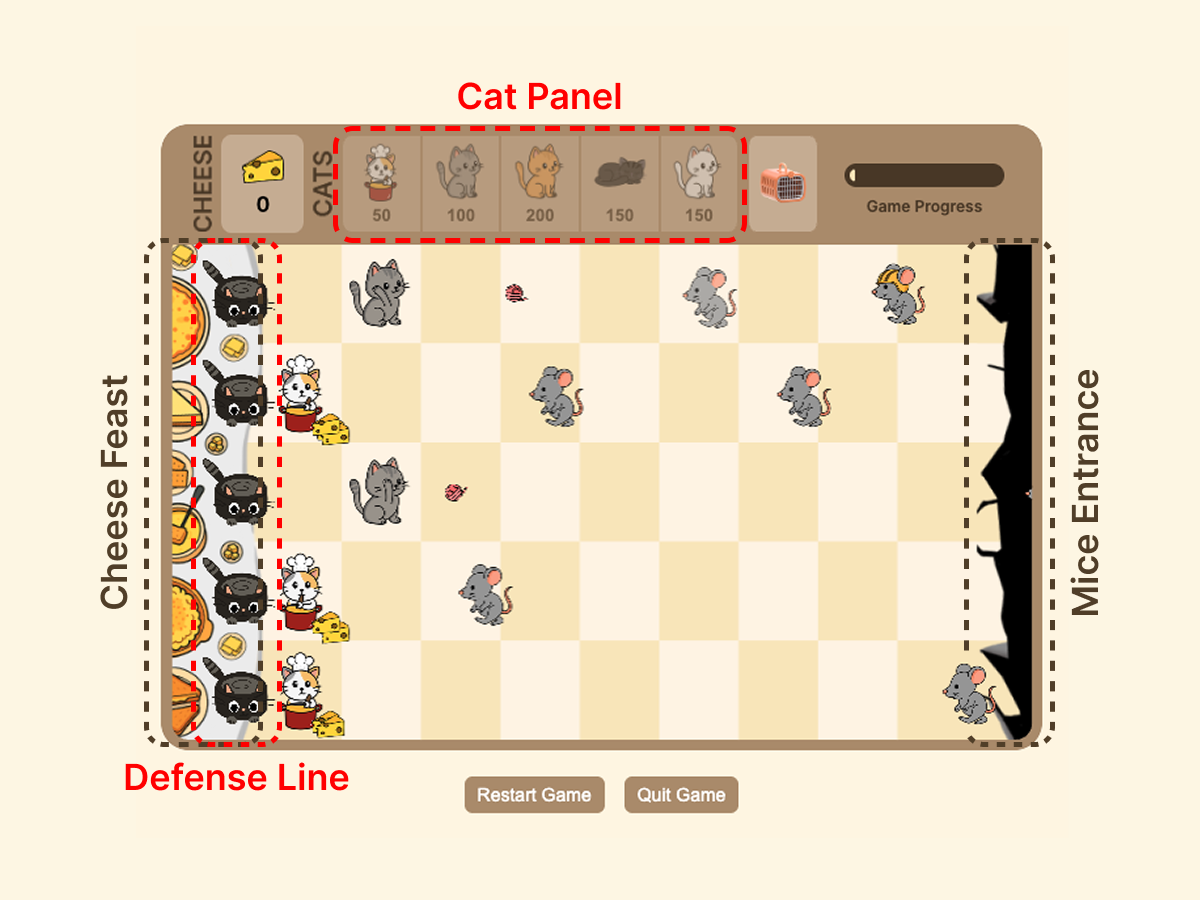 Cat Panel
CHEESE
0
CATS
50
100
200
150
150
Game Progress
Cheese Feast
Mice Entrance
Defense Line
Restart Game
Quit Game